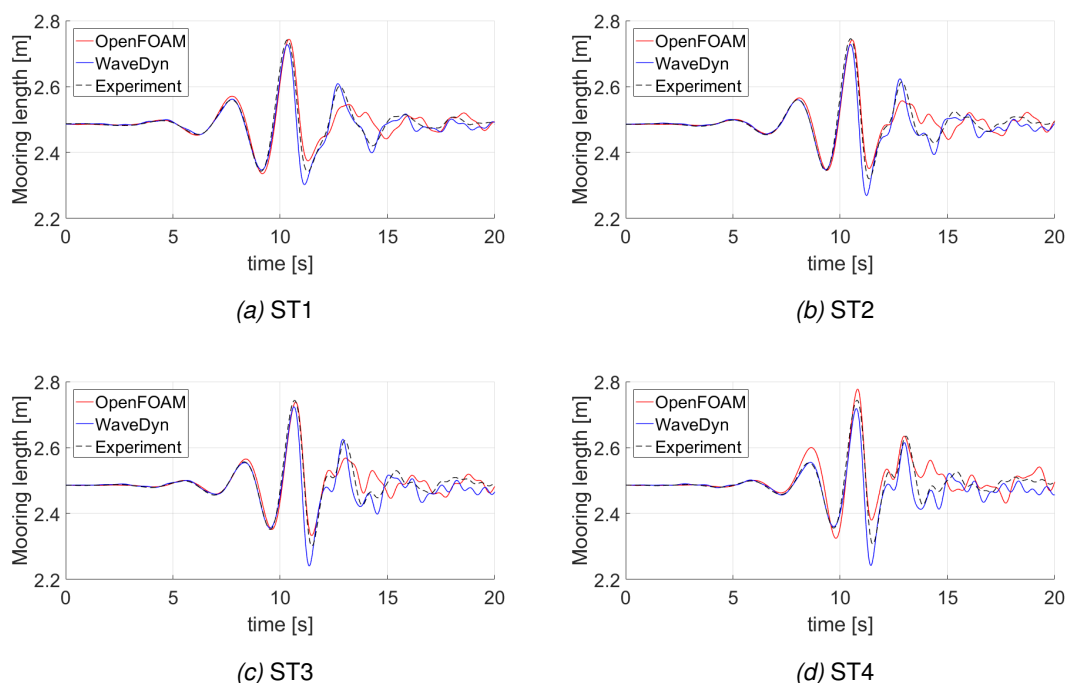 2.8
2.6
2.4
2.2
Mooring length [m]
OpenFOAM
WaveDyn
Experiment
0 5 10 15 20
time [s]
(a) ST1
2.8
2.6
2.4
2.2
Mooring length [m]
OpenFOAM
WaveDyn
Experiment
0 5 10 15 20
time [s]
(b) ST2
2.8
2.6
2.4
2.2
Mooring length [m]
OpenFOAM
WaveDyn
Experiment
0 5 10 15 20
time [s]
(c) ST3
2.8
2.6
2.4
2.2
Mooring length [m]
OpenFOAM
WaveDyn
Experiment
0 5 10 15 20
time [s]
(d) ST4